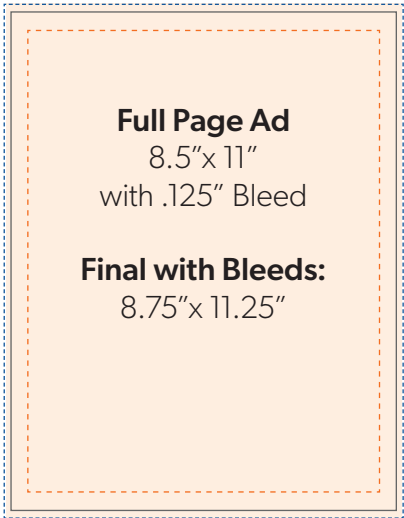 Full Page Ad
8.5”x 11”
with .125” Bleed
Final with Bleeds:
8.75”x 11.25”